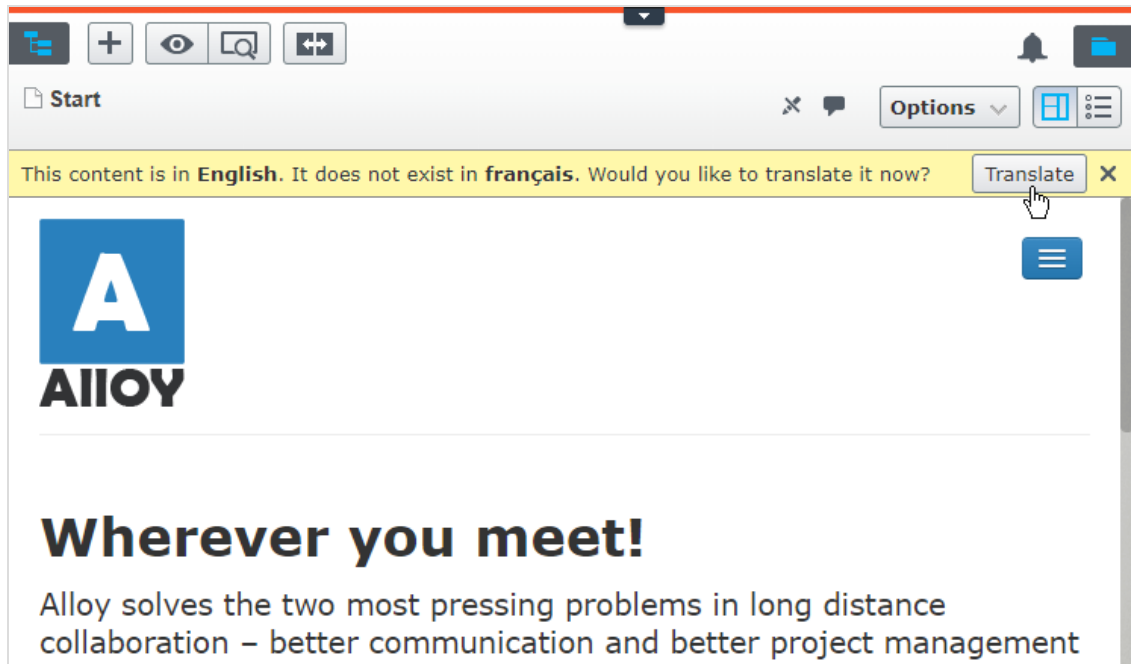 Start
Options
This content is in English. It does not exist in français. Would you like to translate it now?
Translate
A
AllOY
Wherever you meet!
Alloy solves the two most pressing problems in long distance
collaboration – better communication and better project management